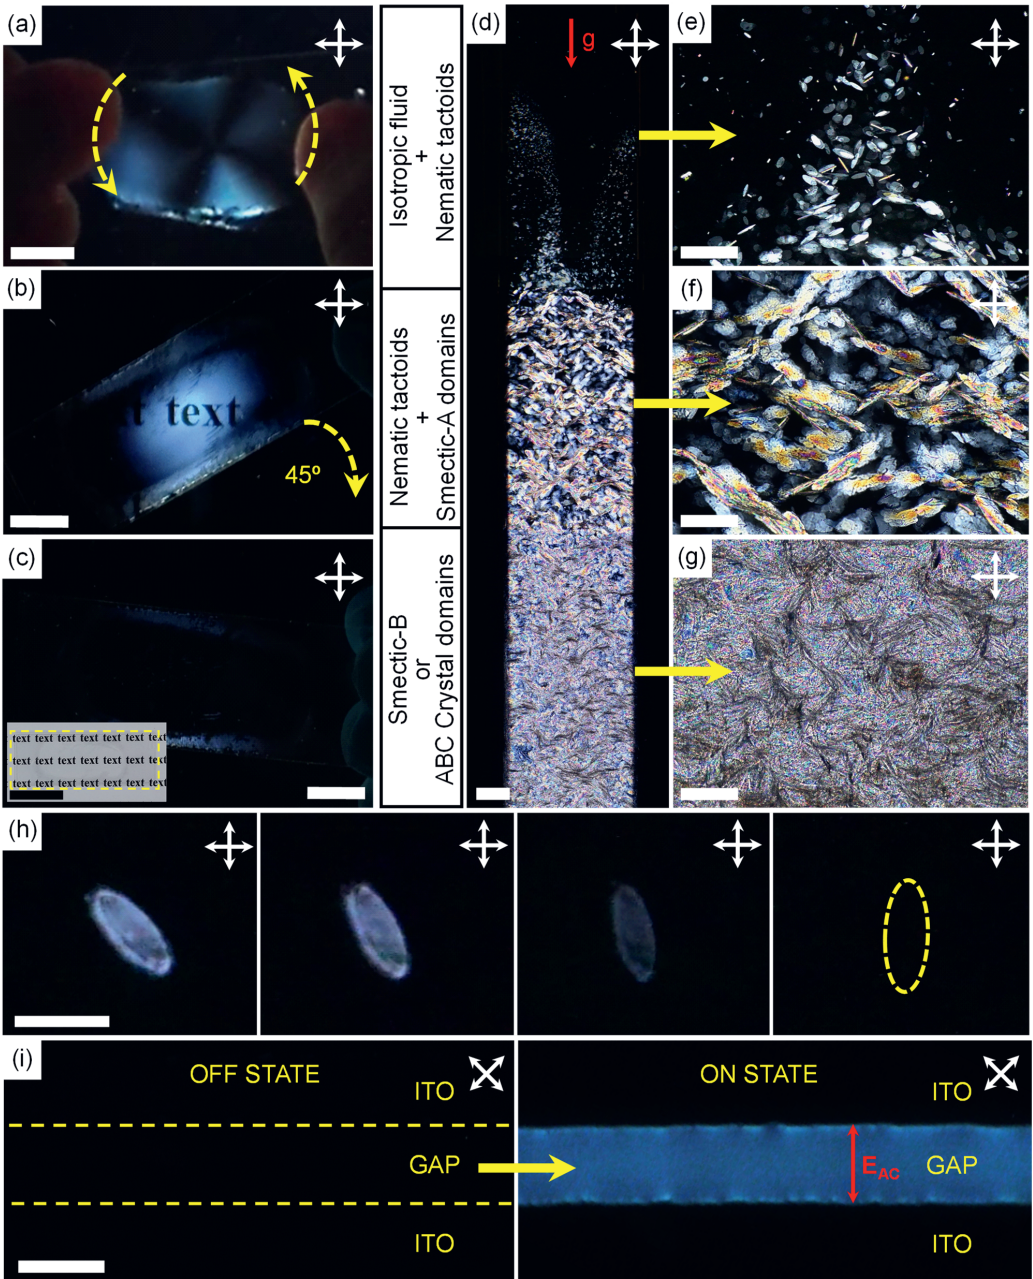 (a)
(b)
t text
45º
(c)
text text text text text text text
text text text text text text text
text text text text text text text
Isotropic fluid
+
Nematic tactoids
Nematic tactoids
+
Smectic-A domains
Smectic-B
or
ABC Crystal domains
(d)
g
(e)
(f)
(g)
(h)
(i)
OFF STATE
ITO
GAP
ITO
ON STATE
ITO
E_AC
GAP
ITO